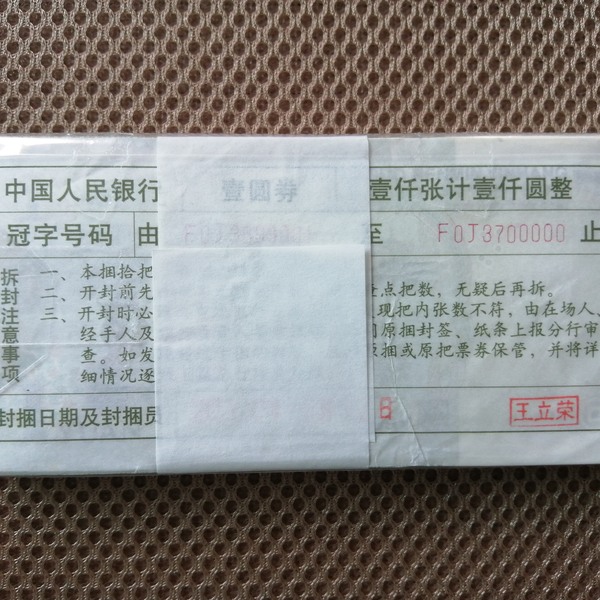 中国人民银行 壹圆券 壹仟张计壹仟圆整
冠字号码 由 至 F0J3700000 止
拆封注意事项
一、本捆拾把 点把数，无疑后再拆。
二、开封前先 现把内张数不符，由在场人、
三、开封时必 原捆封签、纸条上报分行审
经手人及 捆或原把票券保管，并将详
查。如发
细情况逐
封捆日期及封捆员 日 王立荣